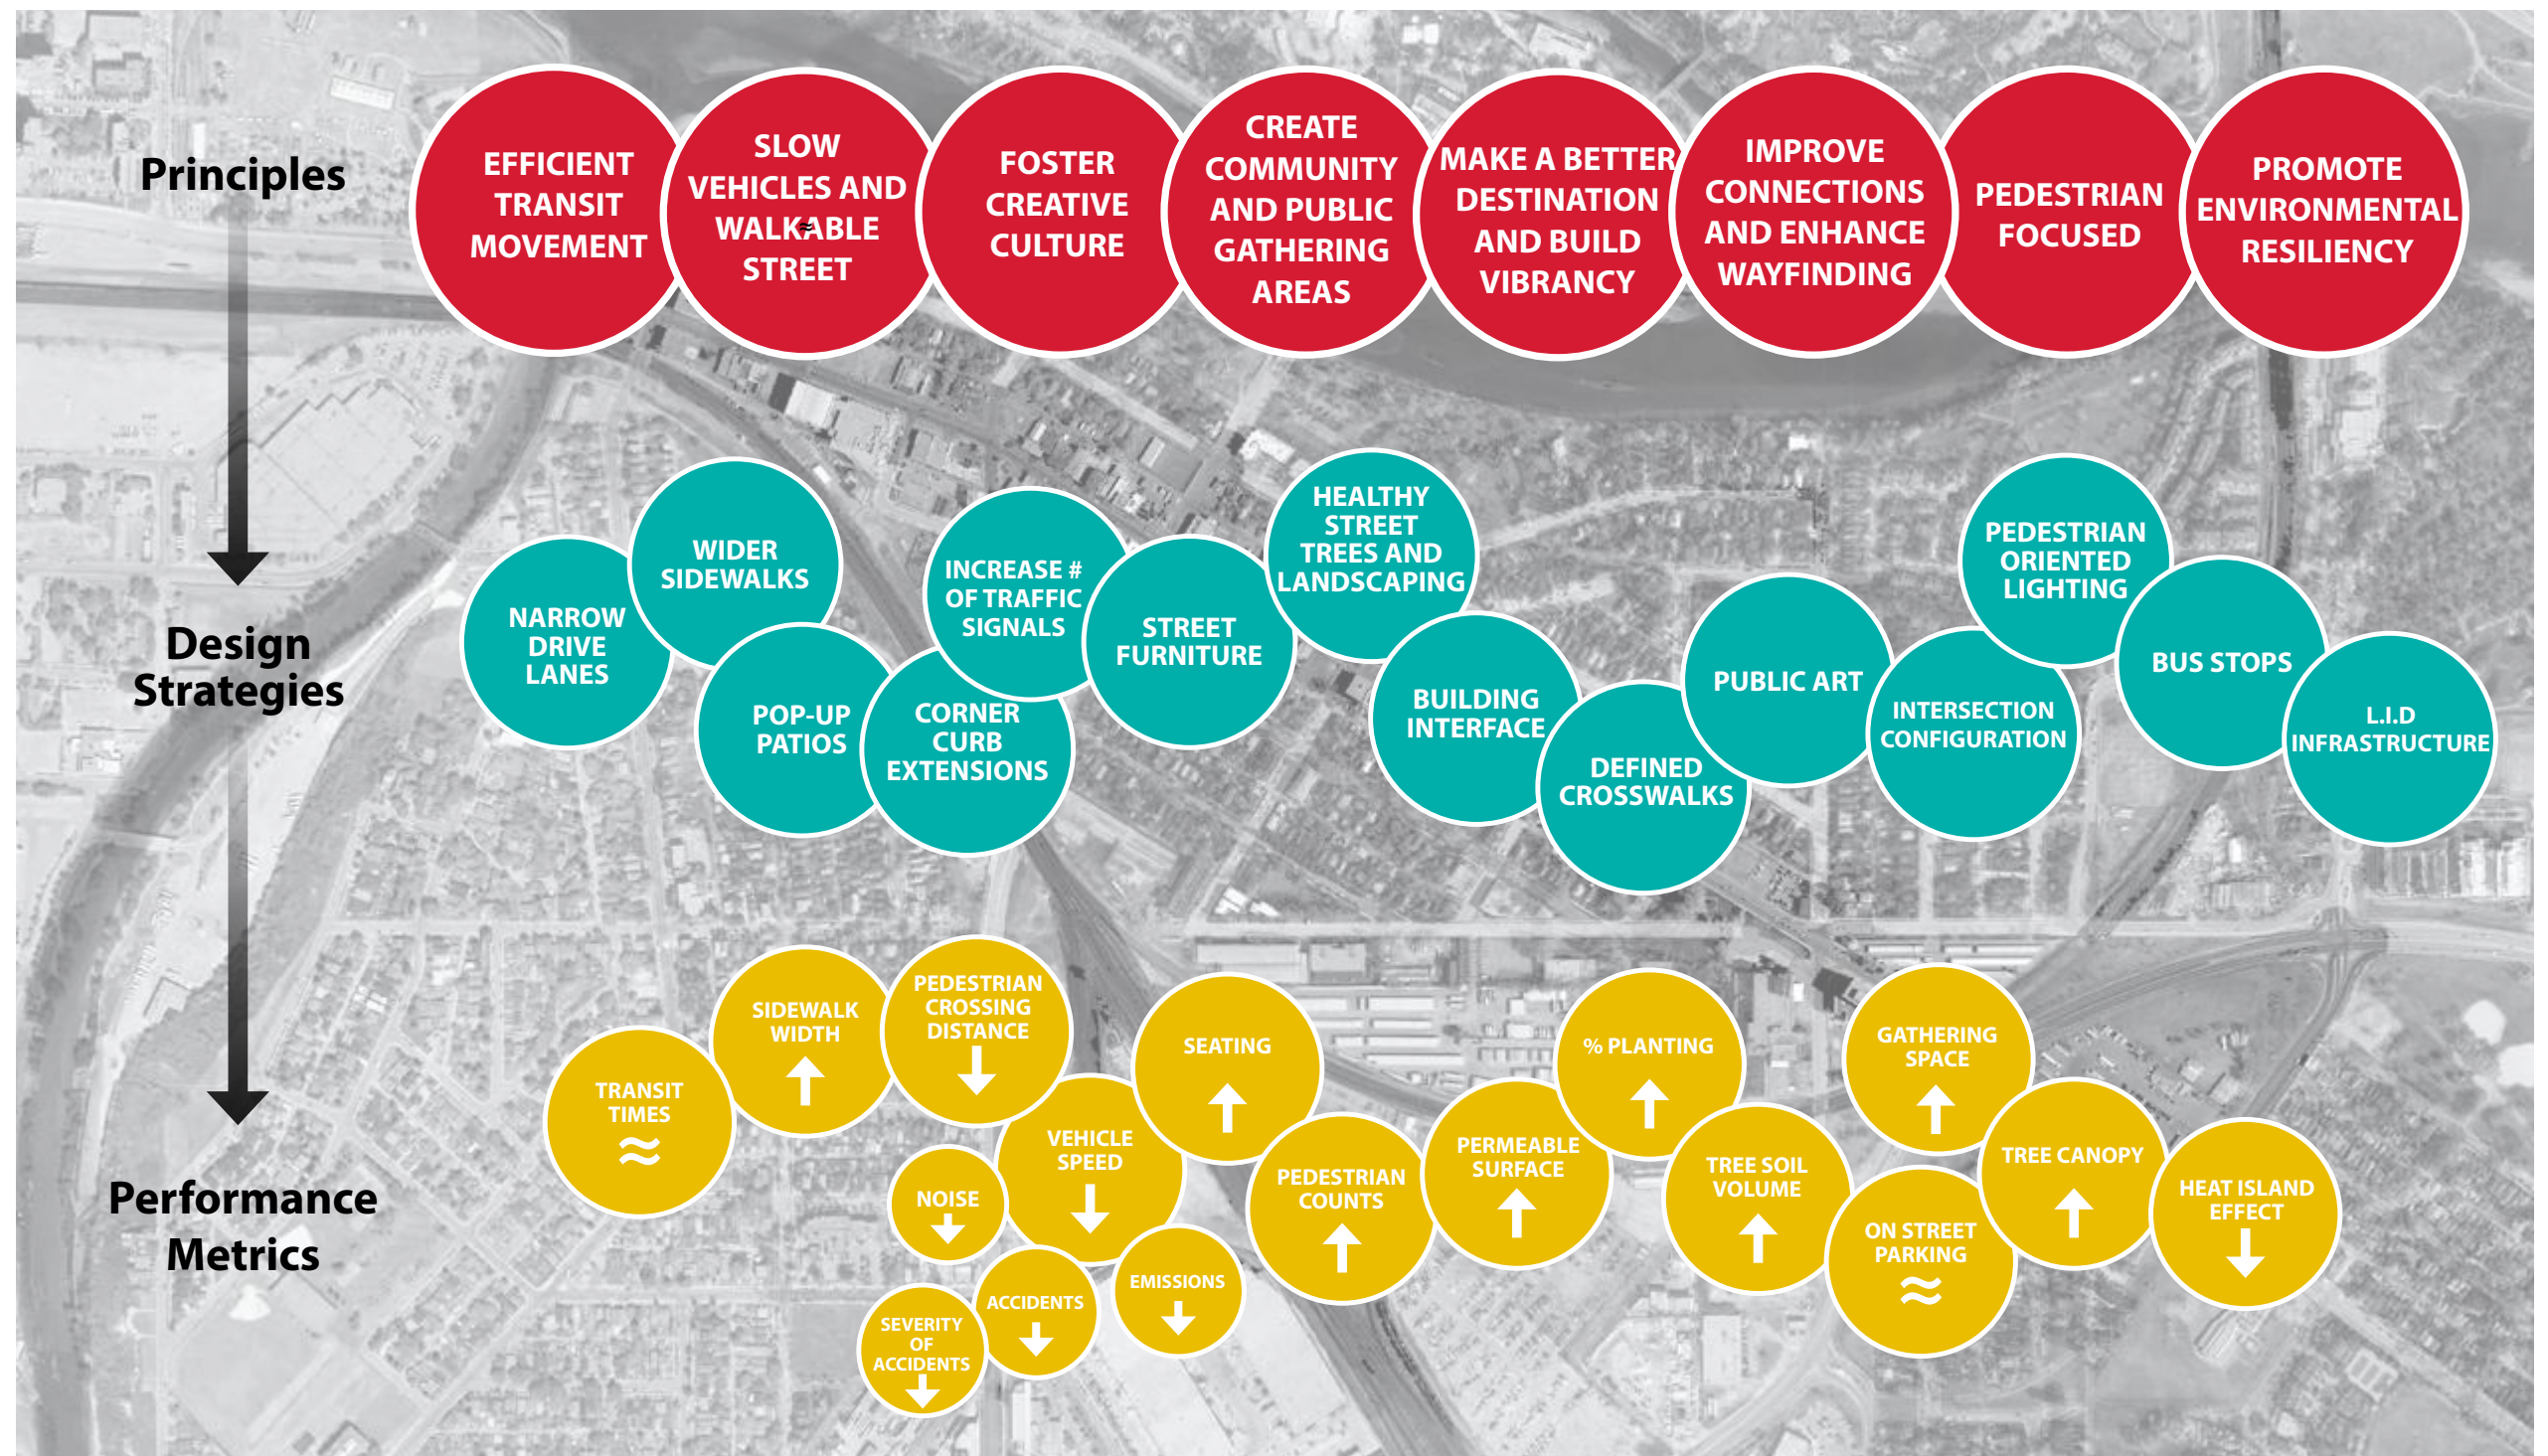 Principles
EFFICIENT
TRANSIT
MOVEMENT
SLOW
VEHICLES AND
WALKABLE
≈
STREET
FOSTER
CREATIVE
CULTURE
CREATE
COMMUNITY
AND PUBLIC
GATHERING
AREAS
MAKE A BETTER
DESTINATION
AND BUILD
VIBRANCY
IMPROVE
CONNECTIONS
AND ENHANCE
WAYFINDING
PEDESTRIAN
FOCUSED
PROMOTE
ENVIRONMENTAL
RESILIENCY
Design
Strategies
NARROW
DRIVE
LANES
WIDER
SIDEWALKS
POP-UP
PATIOS
CORNER
CURB
EXTENSIONS
INCREASE #
OF TRAFFIC
SIGNALS
STREET
FURNITURE
HEALTHY
STREET
TREES AND
LANDSCAPING
BUILDING
INTERFACE
DEFINED
CROSSWALKS
PUBLIC ART
INTERSECTION
CONFIGURATION
PEDESTRIAN
ORIENTED
LIGHTING
BUS STOPS
L.I.D
INFRASTRUCTURE
Performance
Metrics
TRANSIT
TIMES
≈
SIDEWALK
WIDTH
↑
PEDESTRIAN
CROSSING
DISTANCE
↓
NOISE
↓
VEHICLE
SPEED
↓
SEVERITY
OF
ACCIDENTS
↓
ACCIDENTS
↓
EMISSIONS
↓
SEATING
↑
PEDESTRIAN
COUNTS
↑
PERMEABLE
SURFACE
↑
% PLANTING
↑
TREE SOIL
VOLUME
↑
GATHERING
SPACE
↑
ON STREET
PARKING
≈
TREE CANOPY
↑
HEAT ISLAND
EFFECT
↓